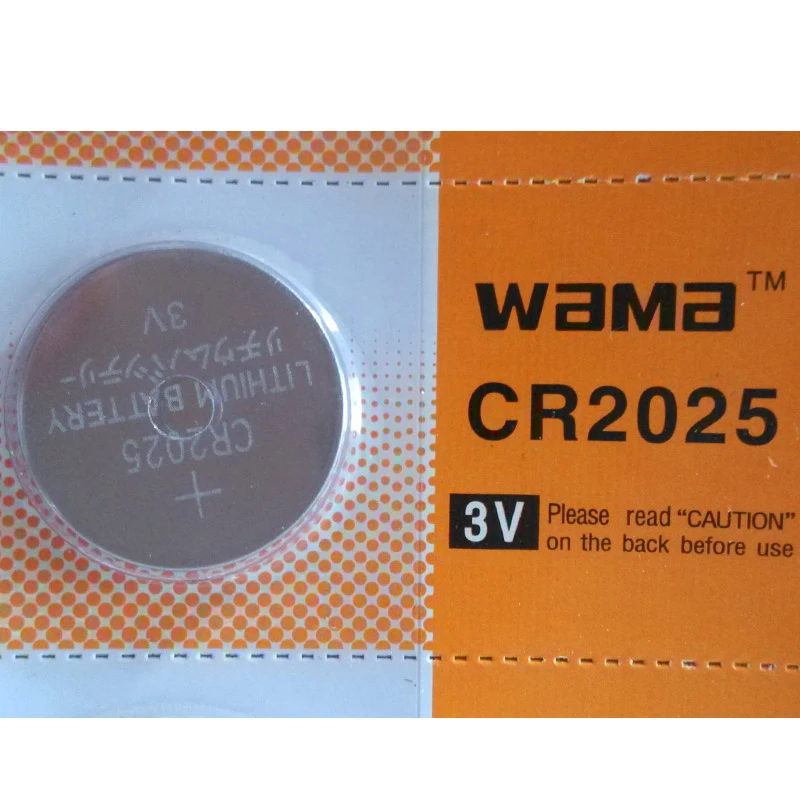 +
CR2025
LITHIUM BATTERY
リチウムバッテリー
3V
wama™
CR2025
3V
Please read “CAUTION”
on the back before use